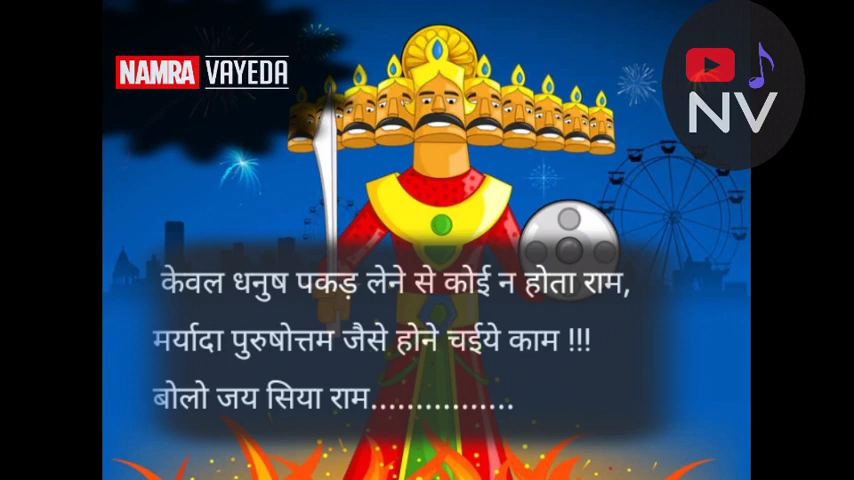 NAMRA VAYEDA
NV
केवल धनुष पकड़ लेने से कोई न होता राम,
मर्यादा पुरुषोत्तम जैसे होने चईये काम !!!
बोलो जय सिया राम................